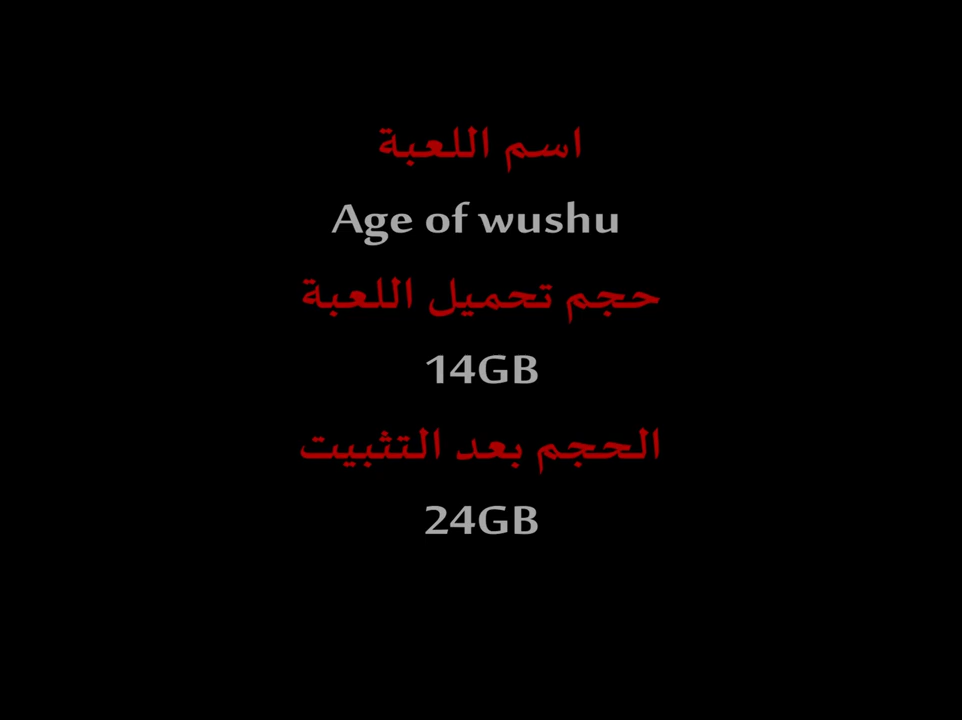 اسم اللعبة
Age of wushu
حجم تحميل اللعبة
14GB
الحجم بعد التثبيت
24GB